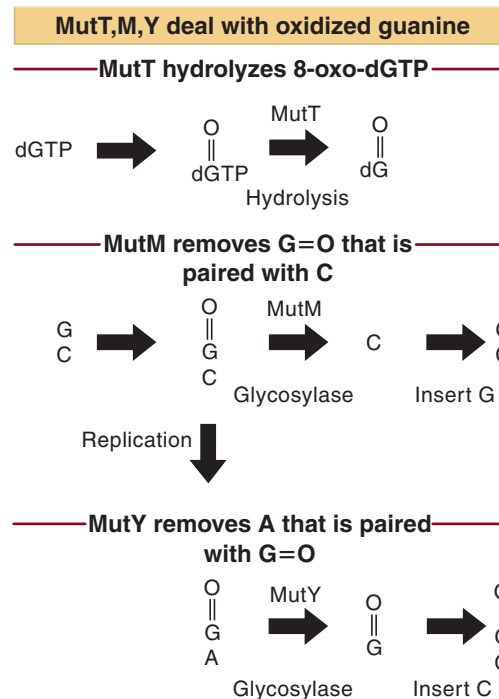 MutT,M,Y deal with oxidized guanine
MutT hydrolyzes 8-oxo-dGTP
O
MutT
O
dGTP
dGTP
dG
Hydrolysis
MutM removes G=O that is
paired with C
O
MutM
G
C
G
C
C
Glycosylase
Insert G
Replication
MutY removes A that is paired
with G=O
O
MutY
O
G
A
G
Glycosylase
Insert C